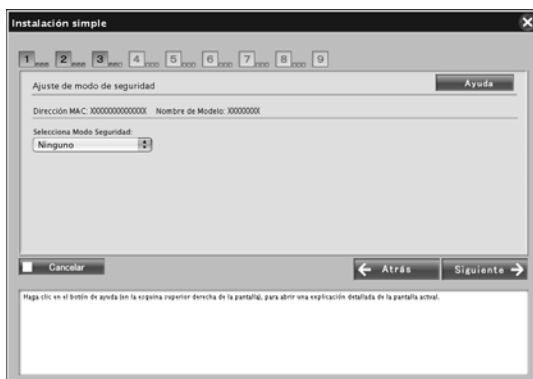 Instalación simple
1 2 3 4 5 6 7 8 9
Ajuste de modo de seguridad
Ayuda
Dirección MAC: XXXXXXXXXXXXXX Nombre de Modelo: XXXXXXXX
Selecciona Modo Seguridad:
Ninguno
Cancelar
Atrás
Siguiente
Haga clic en el botón de ayuda (en la esquina superior derecha de la pantalla), para abrir una explicación detallada de la pantalla actual.